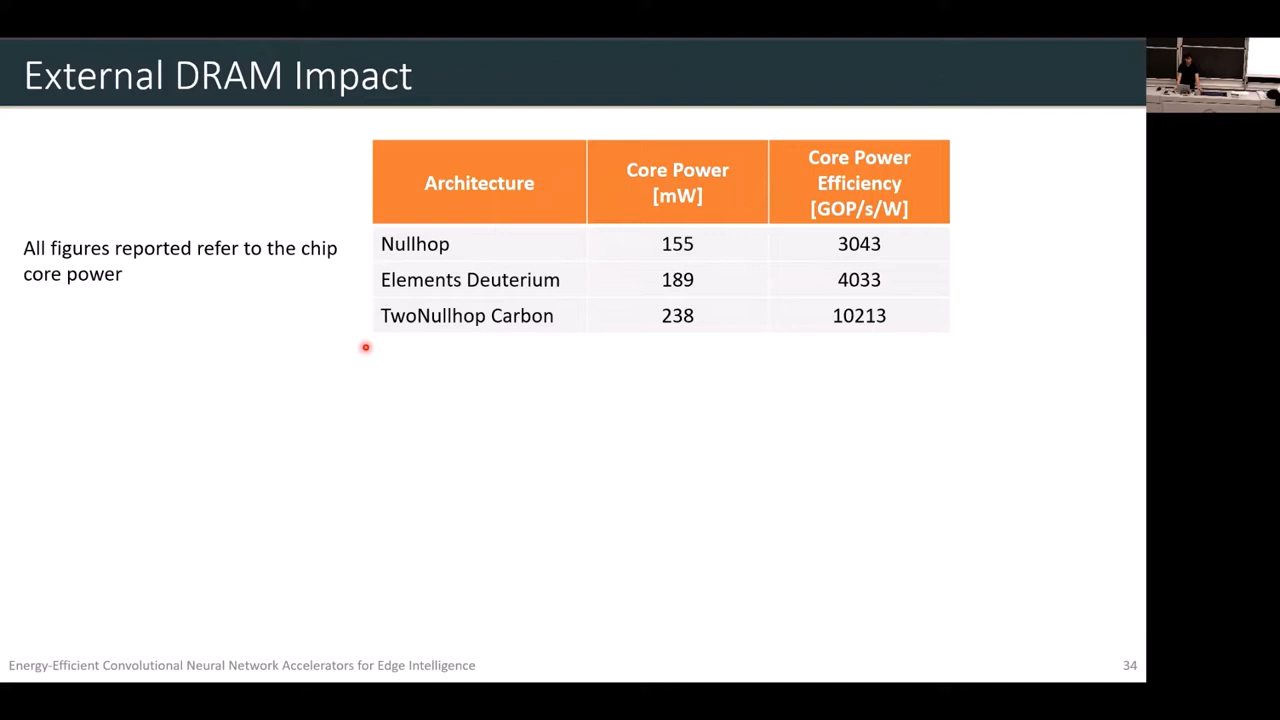 External DRAM Impact
All figures reported refer to the chip
core power
Architecture
Core Power
[mW]
Core Power
Efficiency
[GOP/s/W]
Nullhop 155 3043
Elements Deuterium 189 4033
TwoNullhop Carbon 238 10213
Energy-Efficient Convolutional Neural Network Accelerators for Edge Intelligence
34